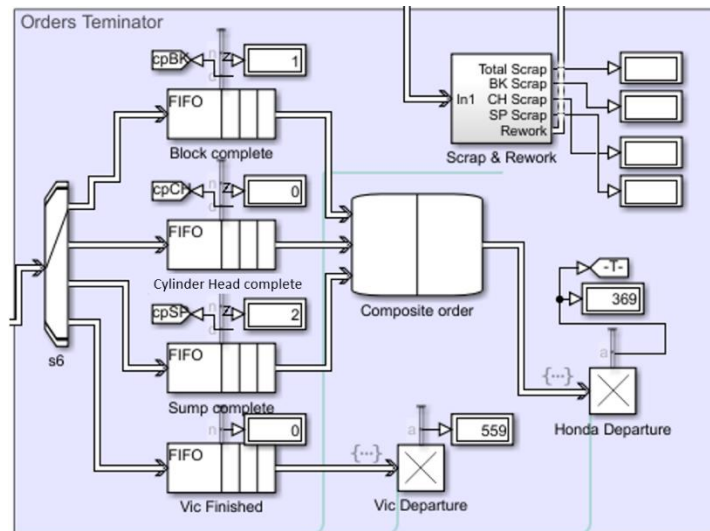 Orders Teminator
cpBK
1
FIFO
Block complete
cpCH
0
FIFO
Cylinder Head complete
cpSP
2
FIFO
Sump complete
n
0
FIFO
Vic Finished
s6
In1
Total Scrap
BK Scrap
CH Scrap
SP Scrap
Rework
Scrap & Rework
Composite order
-T-
369
a
{...}
Honda Departure
{...}
a
559
Vic Departure